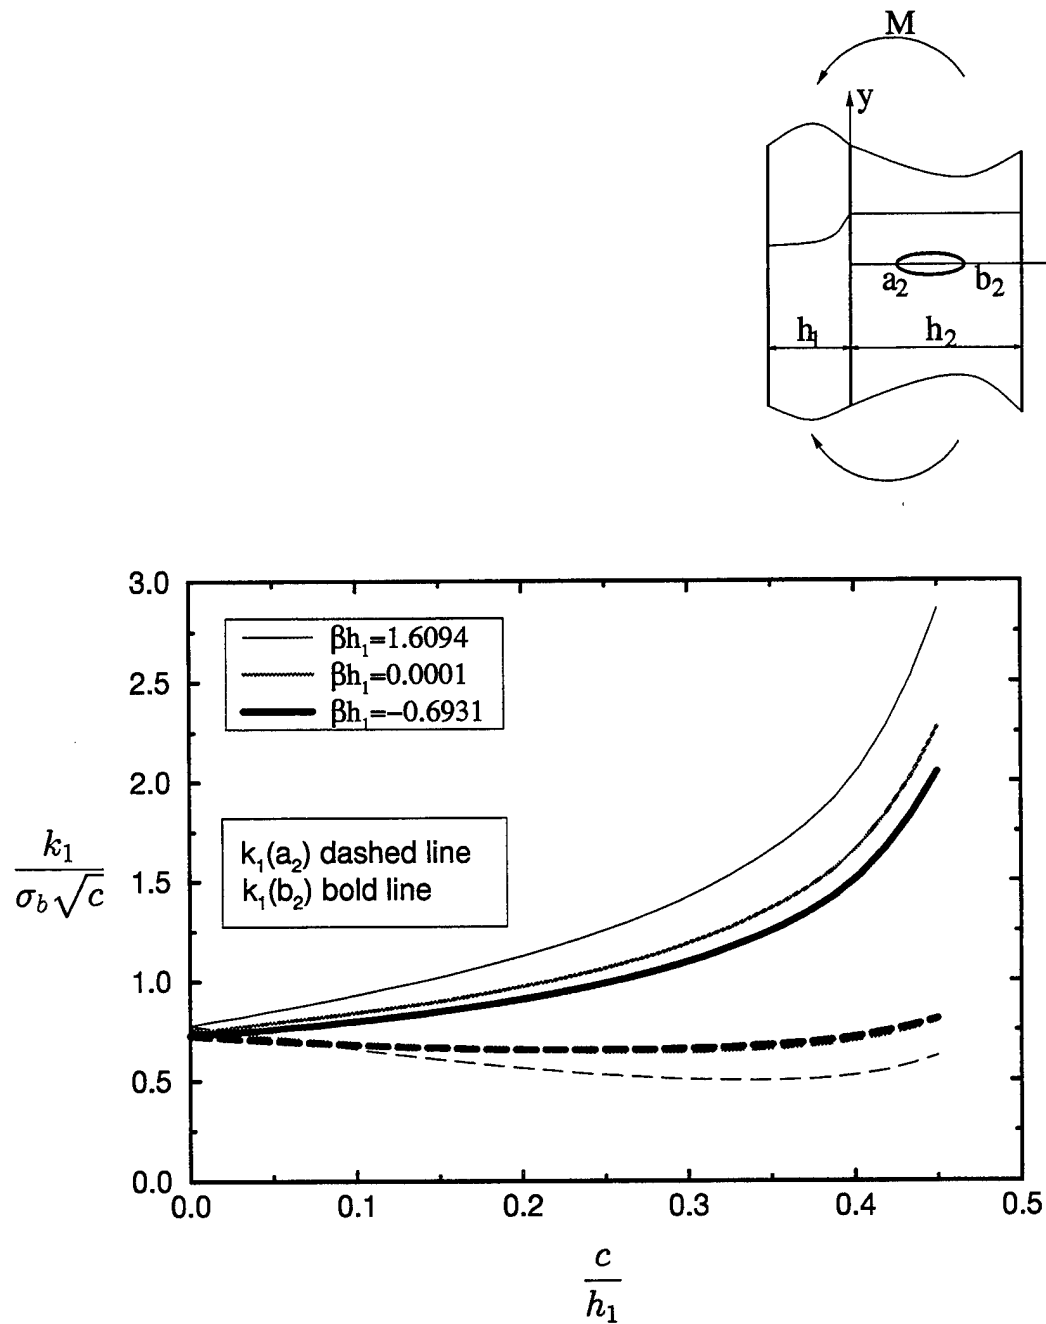 M
y
a₂ b₂
h₁ h₂
3.0
2.5
2.0
1.5
1.0
0.5
0.0
βh₁=1.6094
βh₁=0.0001
βh₁=−0.6931
k₁(a₂) dashed line
k₁(b₂) bold line
k₁
σ_b√c
0.0 0.1 0.2 0.3 0.4 0.5
c
h₁